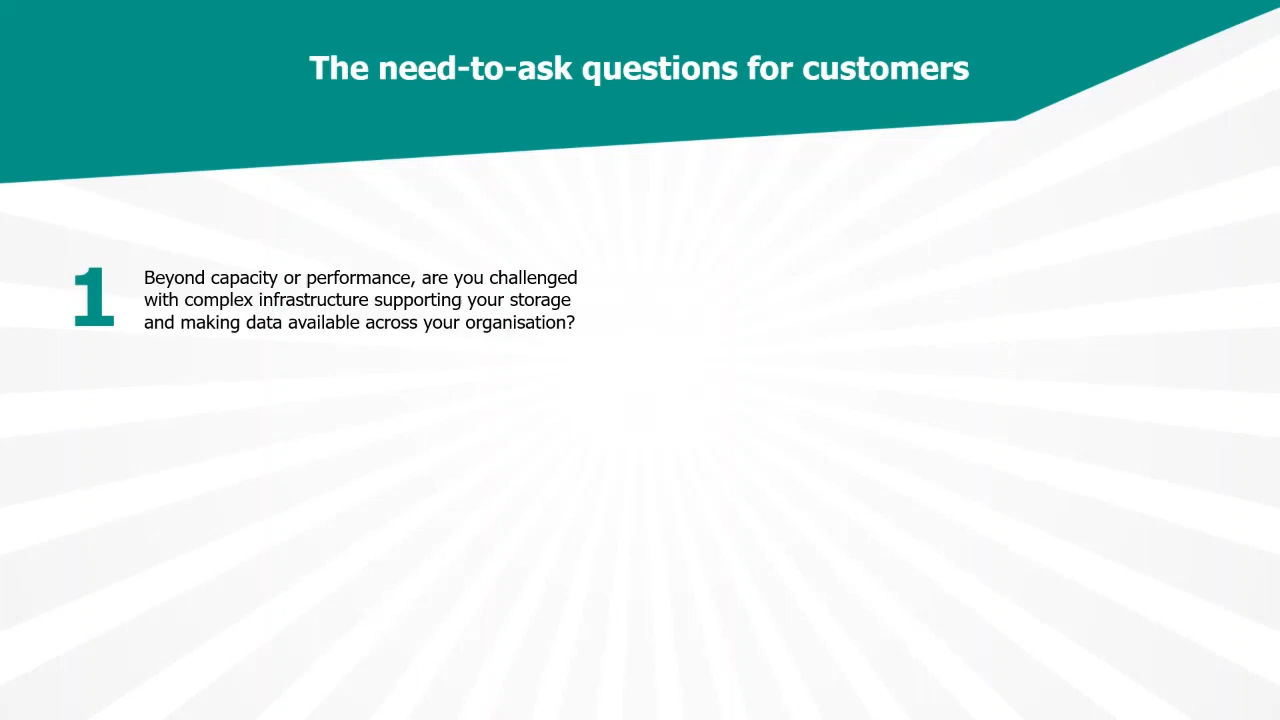 The need-to-ask questions for customers
1
Beyond capacity or performance, are you challenged
with complex infrastructure supporting your storage
and making data available across your organisation?